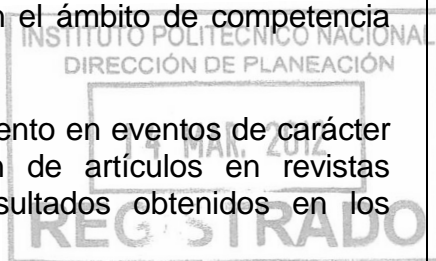 n el ámbito de competencia
INSTITUTO POLITÉCNICO NACIONAL
DIRECCIÓN DE PLANEACIÓN
ento en eventos de carácter
14 MAR. 2012
n de artículos en revistas
sultados obtenidos en los
REGISTRADO